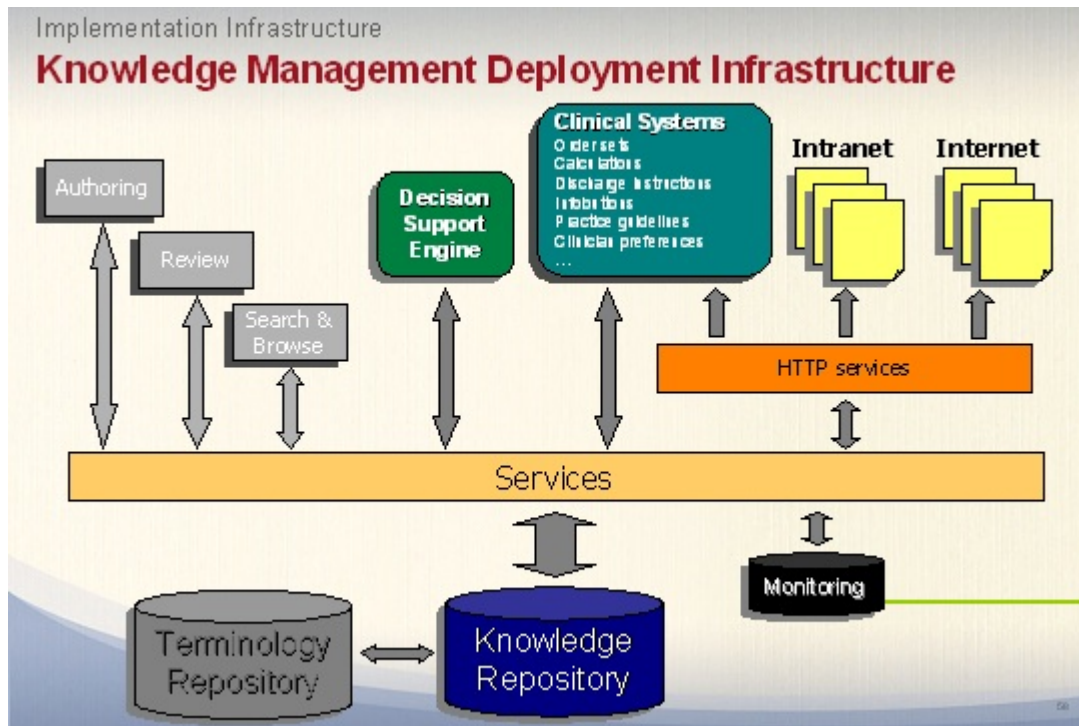 Implementation Infrastructure
Knowledge Management Deployment Infrastructure
Authoring
Review
Search &
Browse
Decision
Support
Engine
Clinical Systems
Order sets
Calculations
Discharge Instructions
Infobuttons
Practice guidelines
Clinician preferences
...
Intranet
Internet
HTTP services
Services
Monitoring
Terminology
Repository
Knowledge
Repository